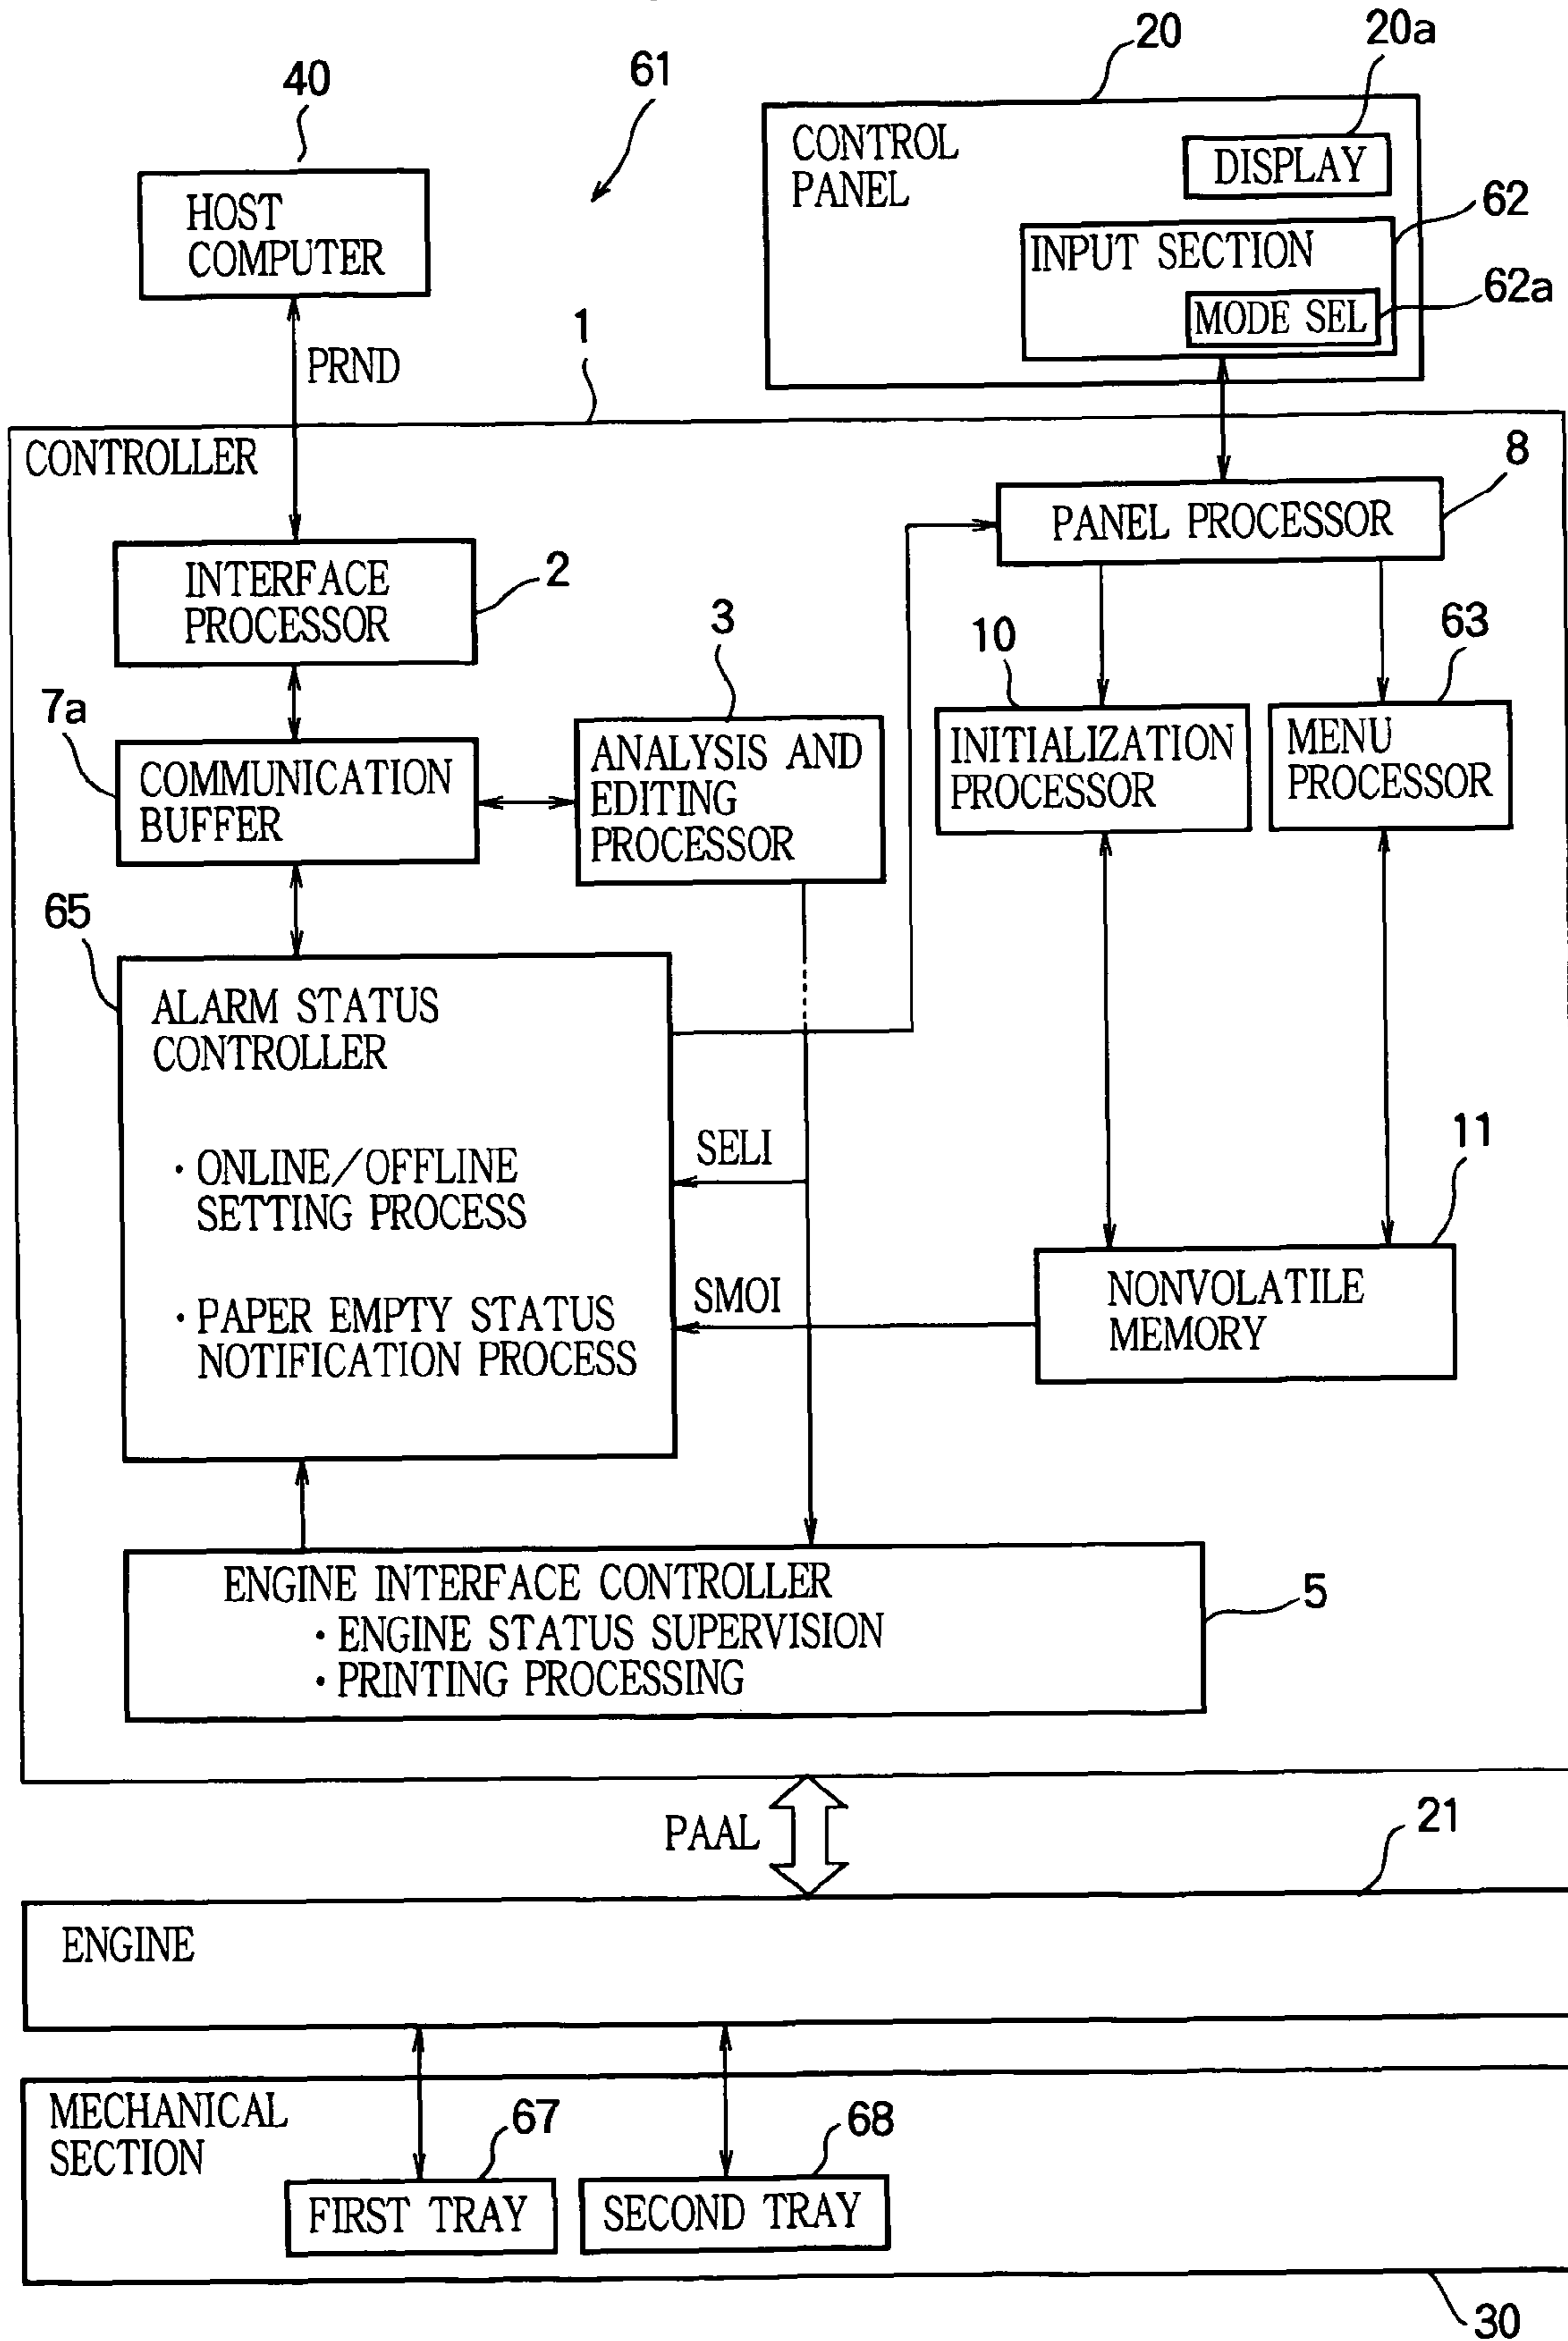 40
61
20
20a
HOST
COMPUTER
CONTROL
PANEL
DISPLAY
62
INPUT SECTION
62a
MODE SEL
PRND
1
CONTROLLER
8
PANEL PROCESSOR
INTERFACE
PROCESSOR
2
3
10
63
7a
COMMUNICATION
BUFFER
ANALYSIS AND
EDITING
PROCESSOR
INITIALIZATION
PROCESSOR
MENU
PROCESSOR
65
ALARM STATUS
CONTROLLER
· ONLINE/OFFLINE
SETTING PROCESS
SELI
11
· PAPER EMPTY STATUS
NOTIFICATION PROCESS
SMOI
NONVOLATILE
MEMORY
ENGINE INTERFACE CONTROLLER
· ENGINE STATUS SUPERVISION
· PRINTING PROCESSING
5
PAAL
21
ENGINE
MECHANICAL
SECTION
67
68
FIRST TRAY
SECOND TRAY
30